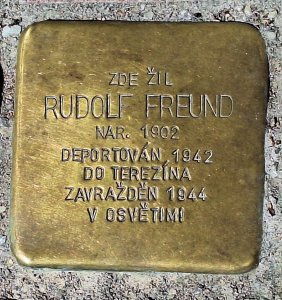 ZDE ŽIL
RUDOLF FREUND
NAR. 1902
DEPORTOVÁN 1942
DO TEREZÍNA
ZAVRAŽDĚN 1944
V OSVĚTIMI